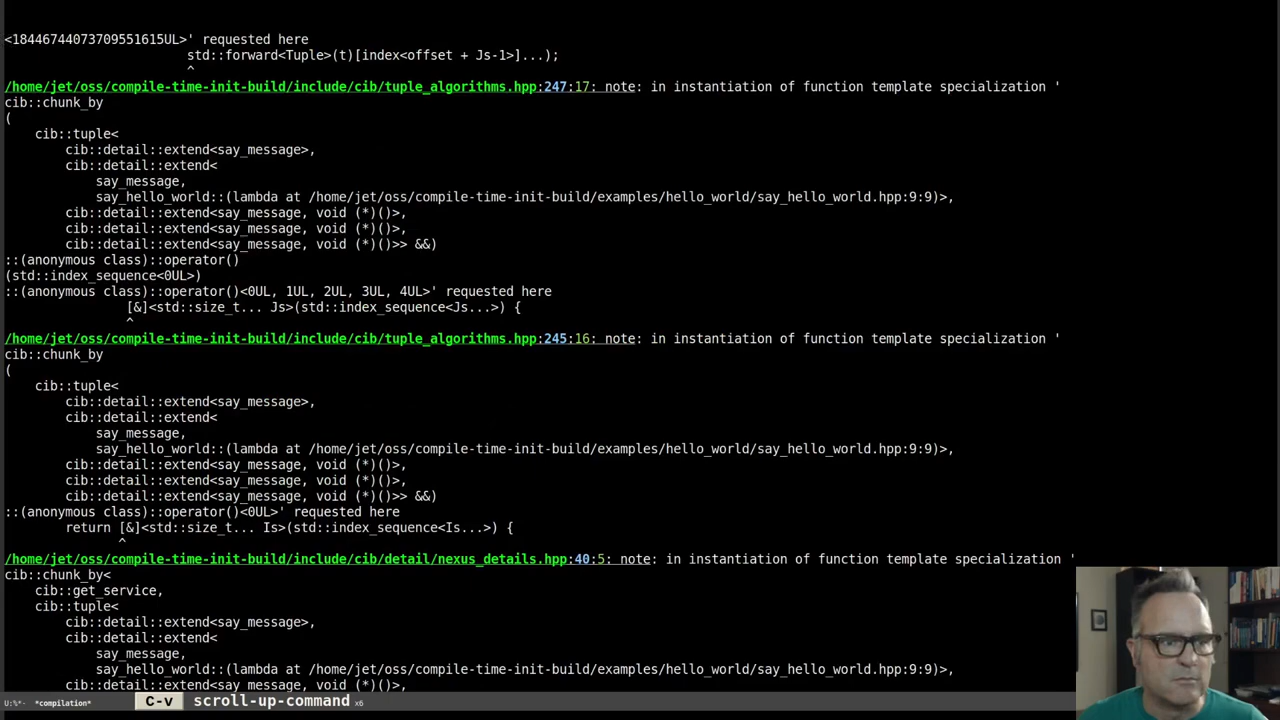 <18446744073709551615UL>' requested here
std::forward<Tuple>(t)[index<offset + Js-1>]...);
^
/home/jet/oss/compile-time-init-build/include/cib/tuple_algorithms.hpp:247:17: note: in instantiation of function template specialization '
cib::chunk_by
(
cib::tuple<
cib::detail::extend<say_message>,
cib::detail::extend<
say_message,
say_hello_world::(lambda at /home/jet/oss/compile-time-init-build/examples/hello_world/say_hello_world.hpp:9:9)>,
cib::detail::extend<say_message, void (*)()>,
cib::detail::extend<say_message, void (*)()>,
cib::detail::extend<say_message, void (*)()>> &&)
::(anonymous class)::operator()
(std::index_sequence<0UL>)
::(anonymous class)::operator()<0UL, 1UL, 2UL, 3UL, 4UL>' requested here
[&]<std::size_t... Js>(std::index_sequence<Js...>) {
^
/home/jet/oss/compile-time-init-build/include/cib/tuple_algorithms.hpp:245:16: note: in instantiation of function template specialization '
cib::chunk_by
(
cib::tuple<
cib::detail::extend<say_message>,
cib::detail::extend<
say_message,
say_hello_world::(lambda at /home/jet/oss/compile-time-init-build/examples/hello_world/say_hello_world.hpp:9:9)>,
cib::detail::extend<say_message, void (*)()>,
cib::detail::extend<say_message, void (*)()>,
cib::detail::extend<say_message, void (*)()>> &&)
::(anonymous class)::operator()<0UL>' requested here
return [&]<std::size_t... Is>(std::index_sequence<Is...>) {
^
/home/jet/oss/compile-time-init-build/include/cib/detail/nexus_details.hpp:40:5: note: in instantiation of function template specialization '
cib::chunk_by<
cib::get_service,
cib::tuple<
cib::detail::extend<say_message>,
cib::detail::extend<
say_message,
say_hello_world::(lambda at /home/jet/oss/compile-time-init-build/examples/hello_world/say_hello_world.hpp:9:9)>,
cib::detail::extend<say_message, void (*)()>,
U:%*- *compilation* C-v scroll-up-command x6